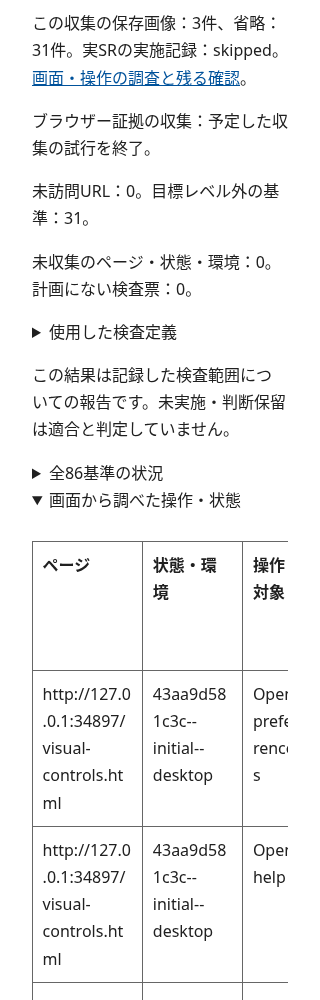 この収集の保存画像：3件、省略：
31件。実SRの実施記録：skipped。
画面・操作の調査と残る確認。
ブラウザー証拠の収集：予定した収
集の試行を終了。
未訪問URL：0。目標レベル外の基
準：31。
未収集のページ・状態・環境：0。
計画にない検査票：0。
▶ 使用した検査定義
この結果は記録した検査範囲につ
いての報告です。未実施・判断保留
は適合と判定していません。
▶ 全86基準の状況
▼ 画面から調べた操作・状態
ページ
状態・環
境
操作
対象
http://127.0
.0.1:34897/
visual-
controls.ht
ml
43aa9d58
1c3c--
initial--
desktop
Open
prefe
rence
s
http://127.0
.0.1:34897/
visual-
controls.ht
ml
43aa9d58
1c3c--
initial--
desktop
Open
help